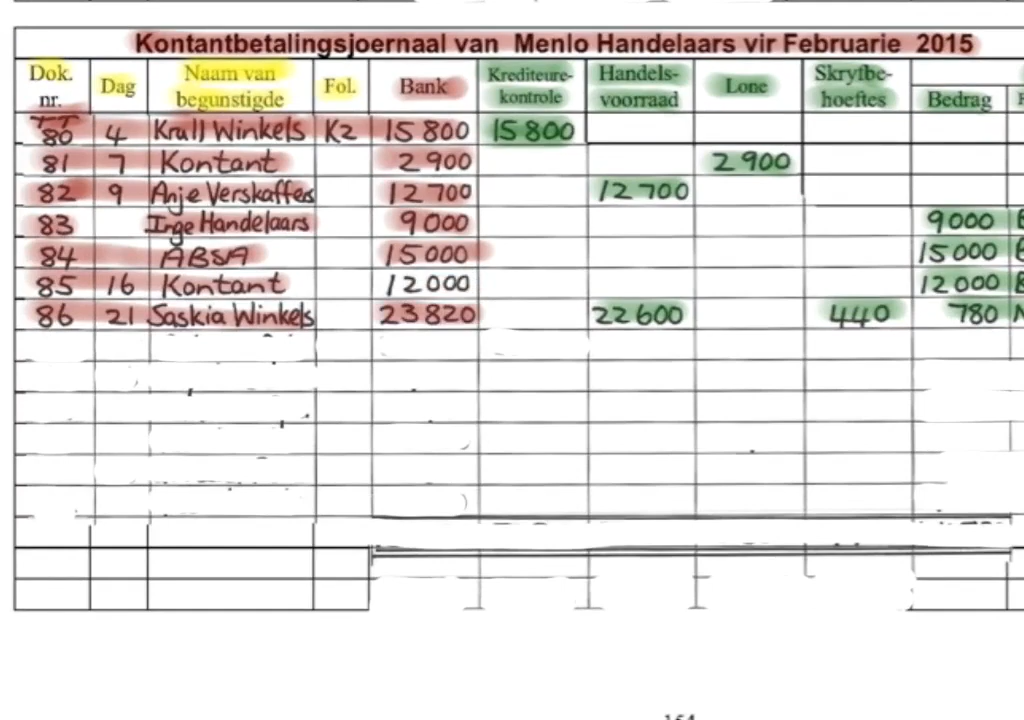 Kontantbetalingsjoernaal van Menlo Handelaars vir Februarie 2015
Dok. nr. Dag Naam van begunstigde Fol. Bank Krediteure-kontrole Handels-voorraad Lone Skryfbe-hoeftes Bedrag
80 4 Krull Winkels K2 15 800 15 800
81 7 Kontant 2 900 2 900
82 9 Anje Verskaffers 12 700 12 700
83 Inge Handelaars 9 000 9 000
84 ABSA 15 000 15 000
85 16 Kontant 12 000 12 000
86 21 Saskia Winkels 23 820 22 600 440 780